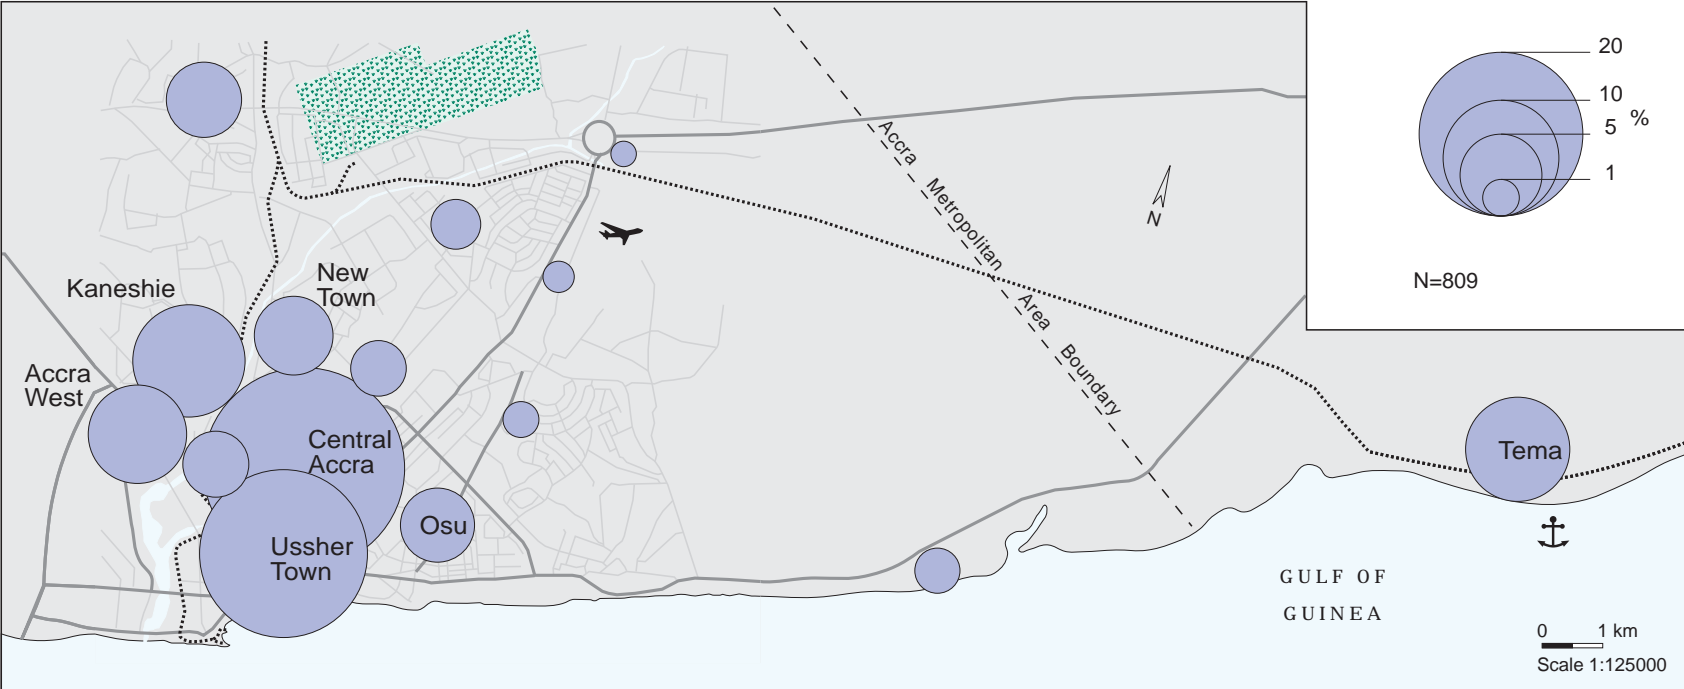 20
10
5
%
1
N=809
Accra Metropolitan Area Boundary
N
New
Town
Kaneshie
Accra
West
Central
Accra
Osu
Ussher
Town
Tema
GULF OF
GUINEA
0 1 km
Scale 1:125000